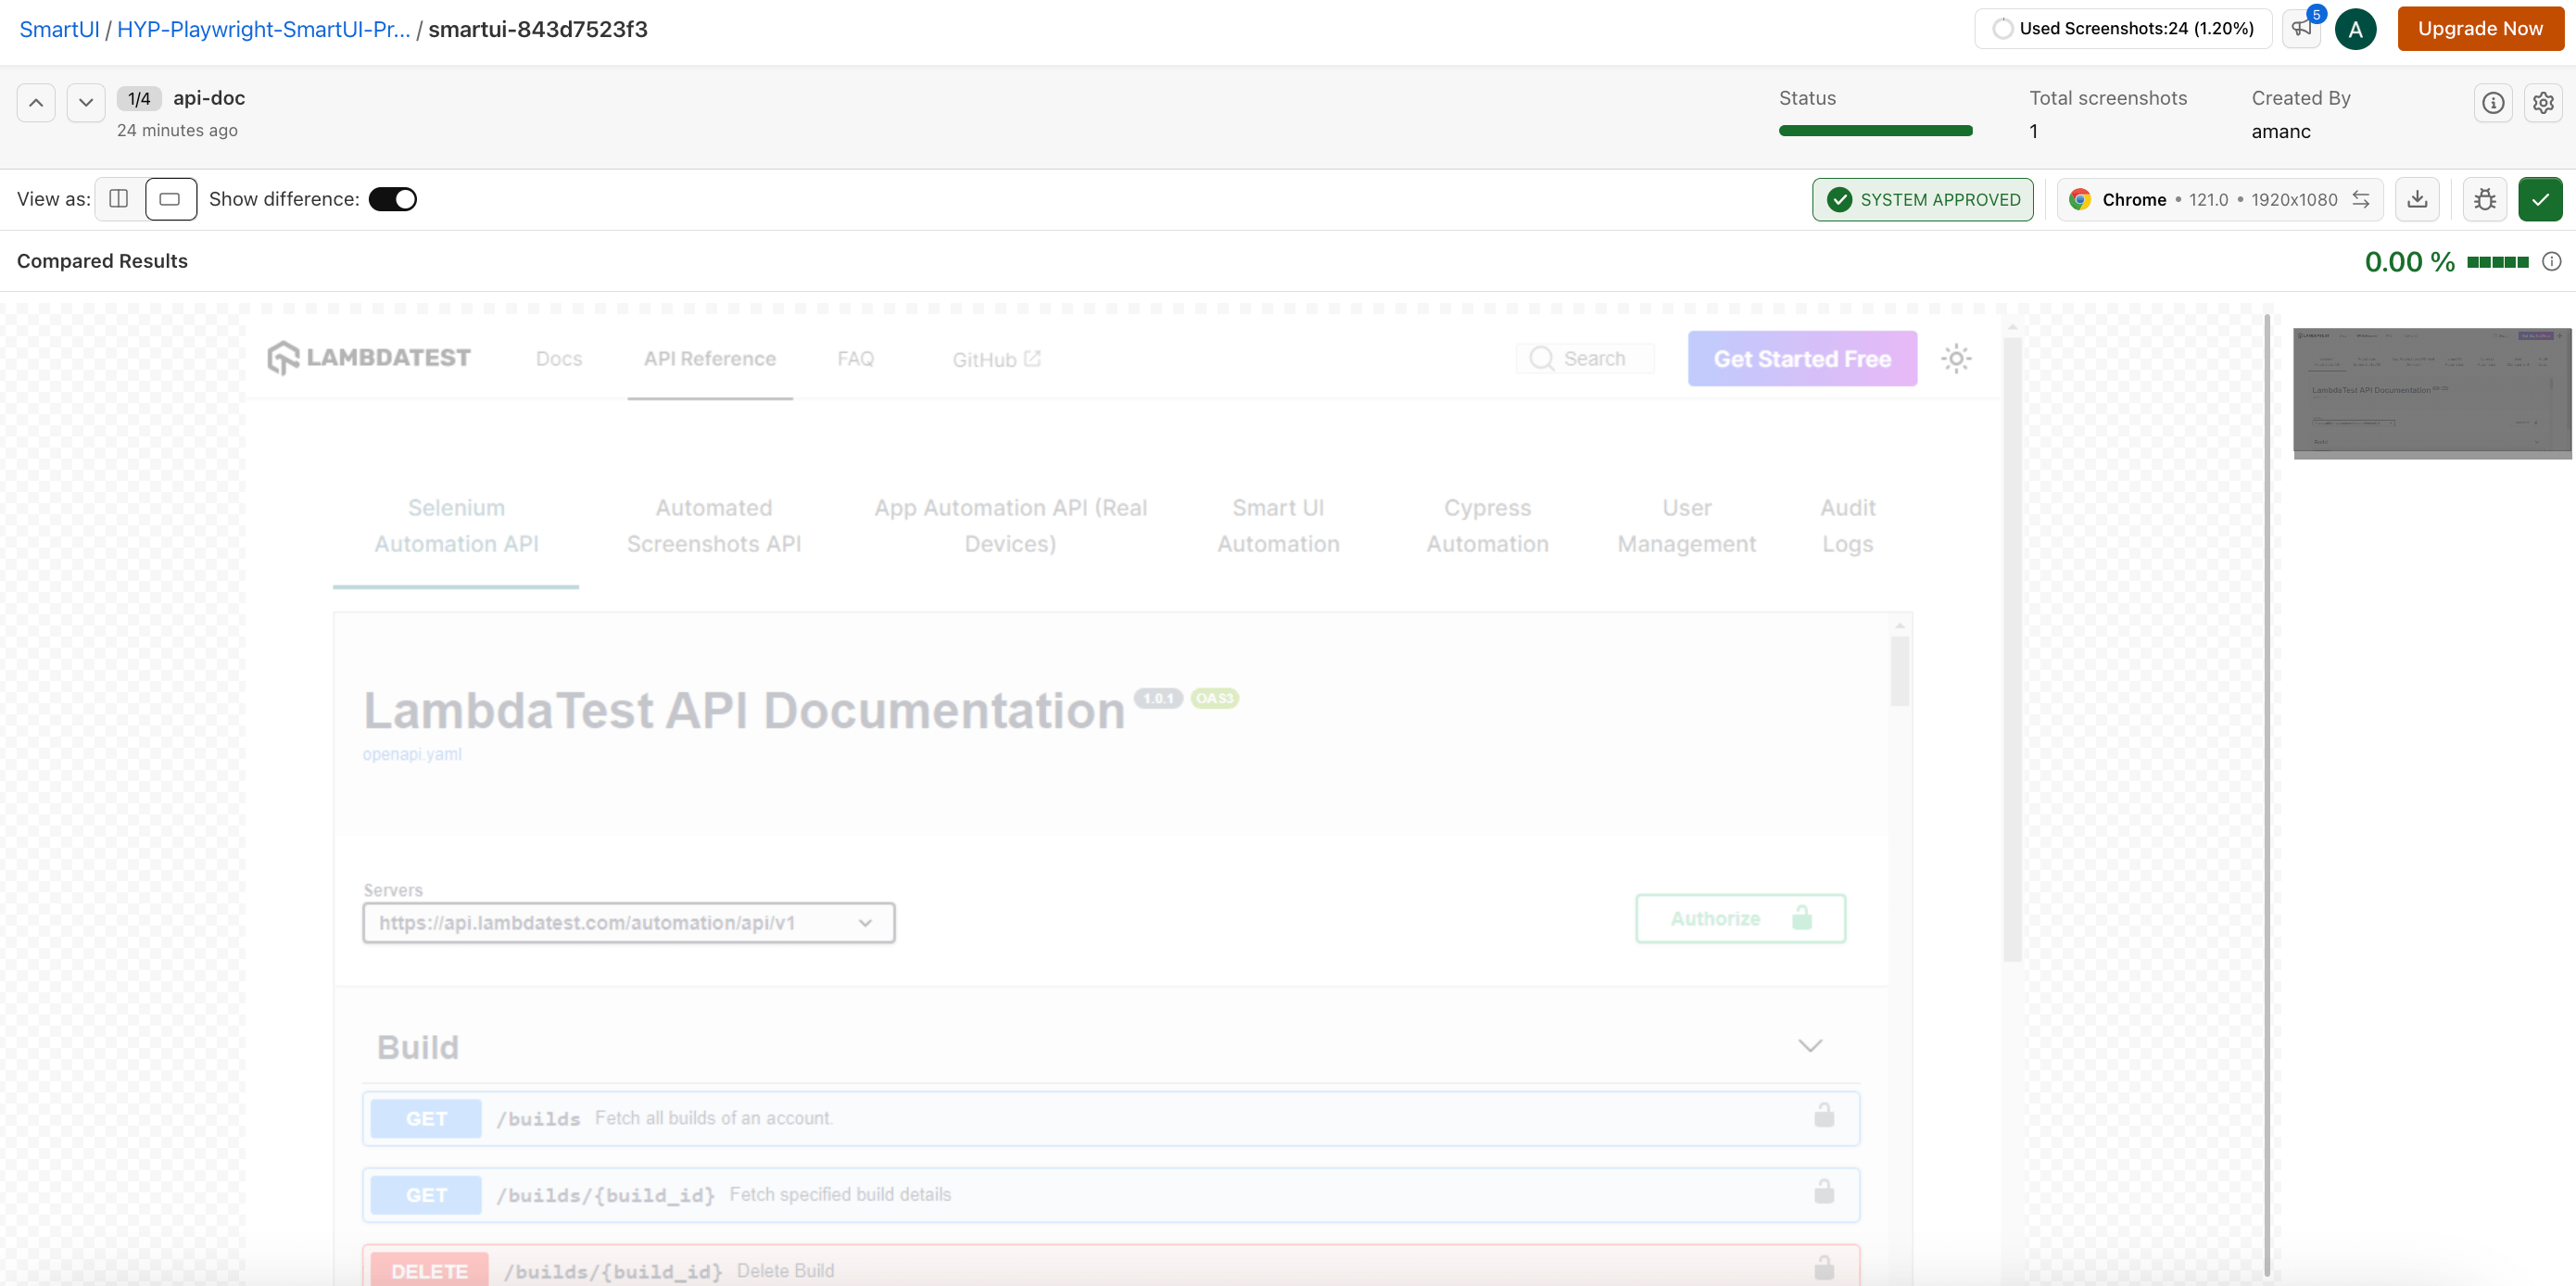 SmartUI / HYP-Playwright-SmartUI-Pr... / smartui-843d7523f3
Used Screenshots:24 (1.20%)
5
A
Upgrade Now
1/4 api-doc
24 minutes ago
Status
Total screenshots
1
Created By
amanc
View as:
Show difference:
SYSTEM APPROVED
Chrome • 121.0 • 1920x1080
Compared Results
0.00 %
LAMBDATEST
Docs
API Reference
FAQ
GitHub
Search
Get Started Free
Selenium
Automation API
Automated
Screenshots API
App Automation API (Real
Devices)
Smart UI
Automation
Cypress
Automation
User
Management
Audit
Logs
LambdaTest API Documentation 1.0.1 OAS3
openapi.yaml
Servers
https://api.lambdatest.com/automation/api/v1
Authorize
Build
GET /builds Fetch all builds of an account.
GET /builds/{build_id} Fetch specified build details
DELETE /builds/{build_id} Delete Build
LambdaTest API Documentation